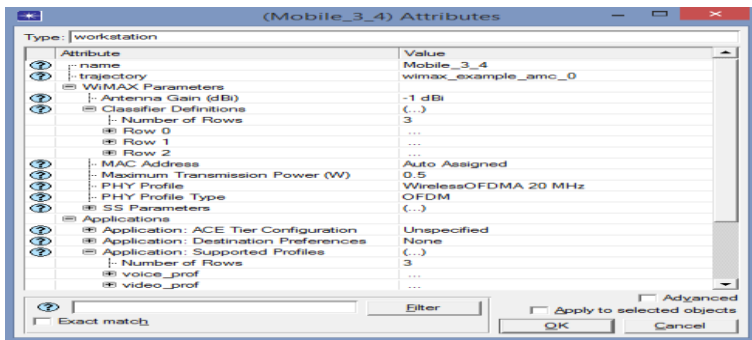 (Mobile_3_4) Attributes
Type: workstation
Attribute Value
name Mobile_3_4
trajectory wimax_example_amc_0
WiMAX Parameters
Antenna Gain (dBi) -1 dBi
Classifier Definitions (...)
Number of Rows 3
Row 0 ...
Row 1 ...
Row 2 ...
MAC Address Auto Assigned
Maximum Transmission Power (W) 0.5
PHY Profile WirelessOFDMA 20 MHz
PHY Profile Type OFDM
SS Parameters (...)
Applications
Application: ACE Tier Configuration Unspecified
Application: Destination Preferences None
Application: Supported Profiles (...)
Number of Rows 3
voice_prof ...
video_prof ...
Advanced
Filter Apply to selected objects
Exact match OK Cancel